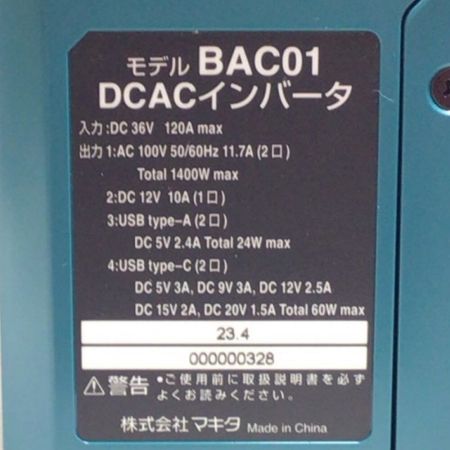 モデル BAC01
DCACインバータ
入力:DC 36V 120A max
出力 1:AC 100V 50/60Hz 11.7A (2口)
Total 1400W max
2:DC 12V 10A (1口)
3:USB type-A (2口)
DC 5V 2.4A Total 24W max
4:USB type-C (2口)
DC 5V 3A, DC 9V 3A, DC 12V 2.5A
DC 15V 2A, DC 20V 1.5A Total 60W max
23.4
000000328
⚠警告 •ご使用前に取扱説明書を必ず
よくお読みください。
株式会社 マキタ Made in China